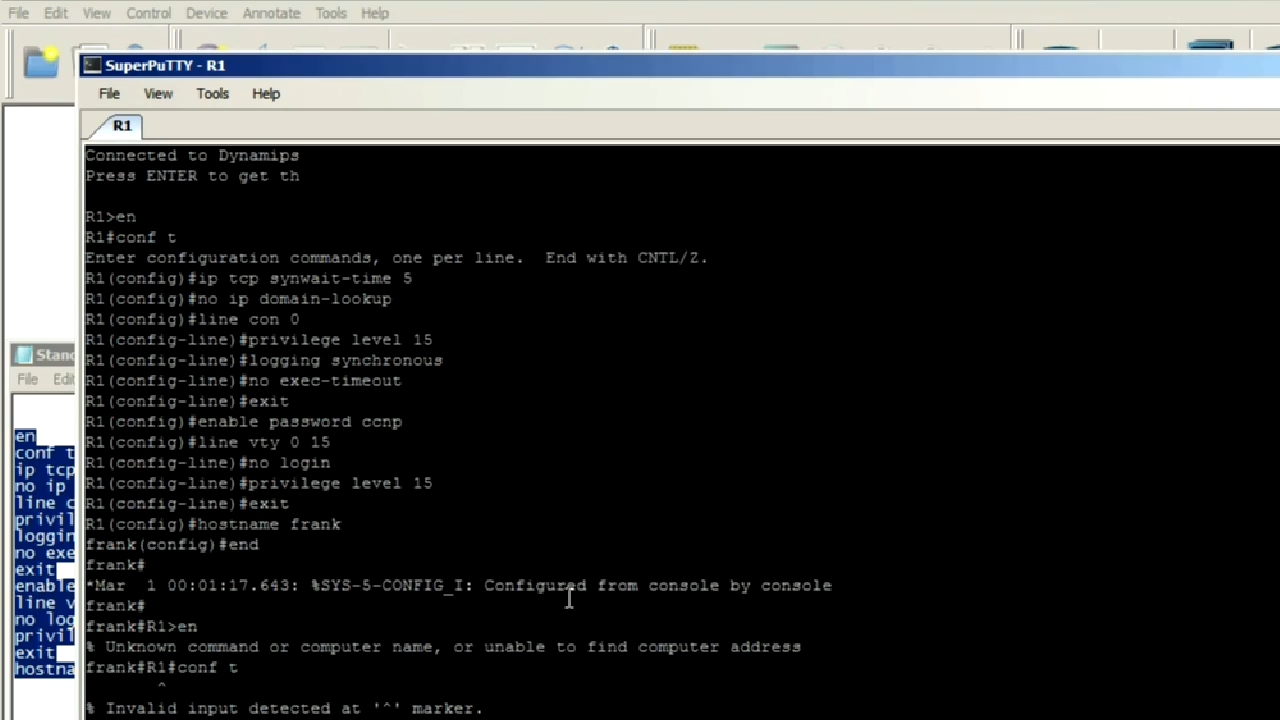 File Edit View Control Device Annotate Tools Help
SuperPuTTY - R1
File View Tools Help
R1
Connected to Dynamips
Press ENTER to get th
R1>en
R1#conf t
Enter configuration commands, one per line.  End with CNTL/Z.
R1(config)#ip tcp synwait-time 5
R1(config)#no ip domain-lookup
R1(config)#line con 0
R1(config-line)#privilege level 15
R1(config-line)#logging synchronous
R1(config-line)#no exec-timeout
R1(config-line)#exit
R1(config)#enable password ccnp
R1(config)#line vty 0 15
R1(config-line)#no login
R1(config-line)#privilege level 15
R1(config-line)#exit
R1(config)#hostname frank
frank(config)#end
frank#
*Mar  1 00:01:17.643: %SYS-5-CONFIG_I: Configured from console by console
frank#
frank#R1>en
% Unknown command or computer name, or unable to find computer address
frank#R1#conf t
^
% Invalid input detected at '^' marker.
Stand
File Edi
en
conf t
ip tcp
no ip
line c
privil
loggin
no exe
exit
enable
line v
no log
privil
exit
hostna